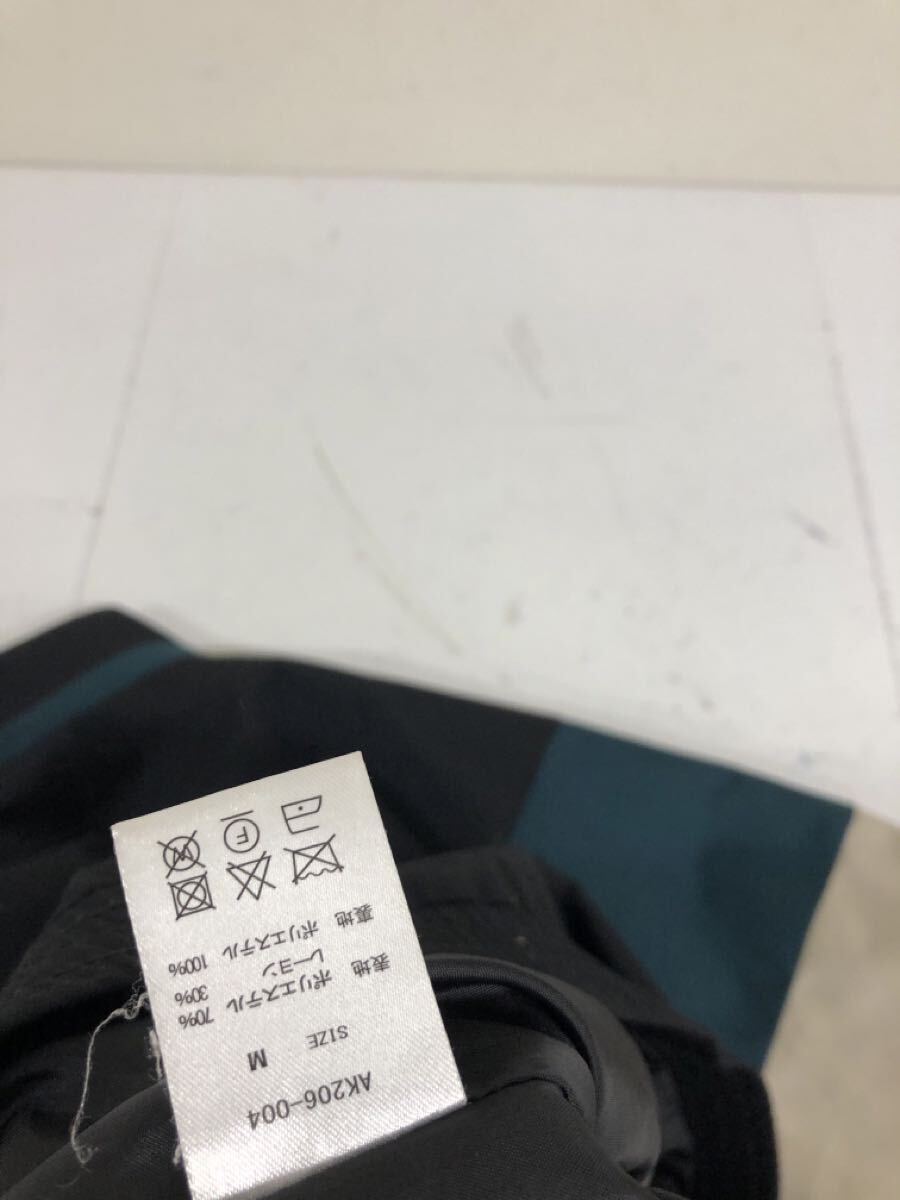 AK206-004
SIZE M
表地 ポリエステル 70%
レーヨン 30%
裏地 ポリエステル 100%
F
W